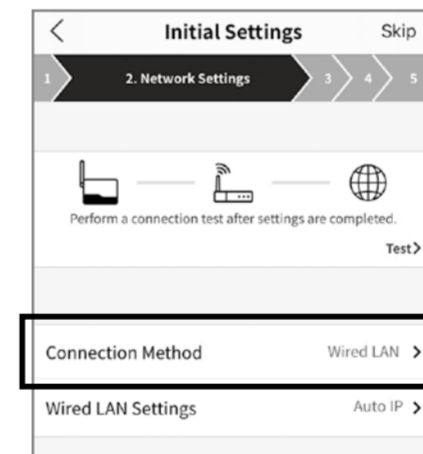 Initial Settings Skip
1 2. Network Settings 3 4 5
Perform a connection test after settings are completed.
Test
Connection Method Wired LAN
Wired LAN Settings Auto IP